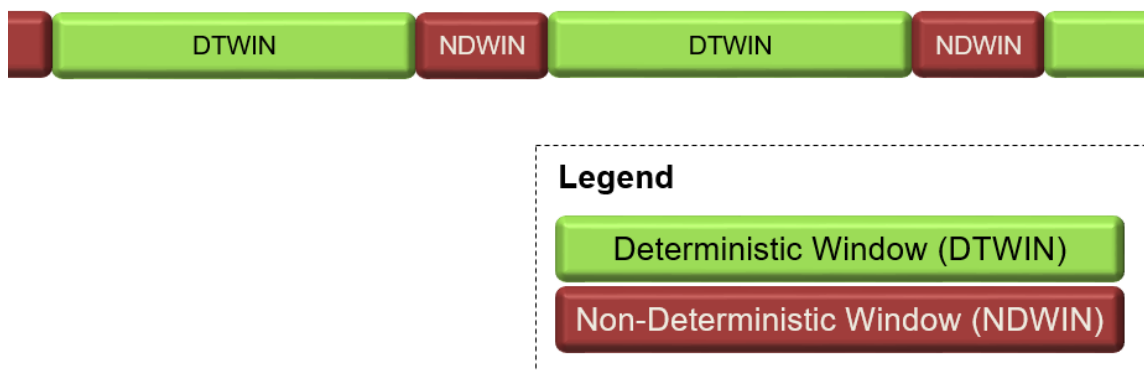 DTWIN NDWIN DTWIN NDWIN
Legend
Deterministic Window (DTWIN)
Non-Deterministic Window (NDWIN)